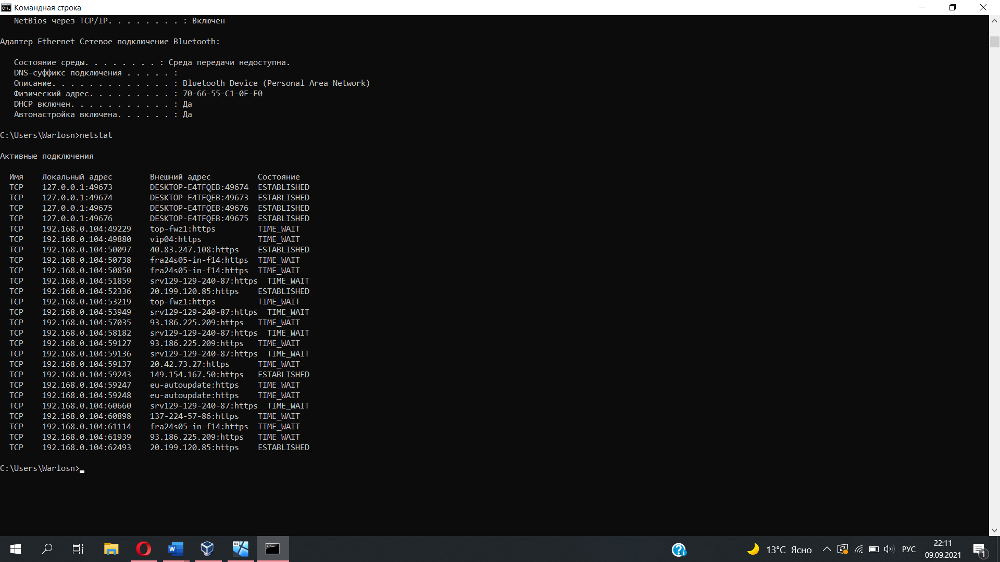 Командная строка
NetBios через TCP/IP. . . . . . . . : Включен
Адаптер Ethernet Сетевое подключение Bluetooth:
Состояние среды. . . . . . . . : Среда передачи недоступна.
DNS-суффикс подключения . . . . . :
Описание. . . . . . . . . . . . . : Bluetooth Device (Personal Area Network)
Физический адрес. . . . . . . . . : 70-66-55-C1-0F-E0
DHCP включен. . . . . . . . . . . : Да
Автонастройка включена. . . . . . : Да
C:\Users\Warlosn>netstat
Активные подключения
Имя Локальный адрес Внешний адрес Состояние
TCP 127.0.0.1:49673 DESKTOP-E4TFQEB:49674 ESTABLISHED
TCP 127.0.0.1:49674 DESKTOP-E4TFQEB:49673 ESTABLISHED
TCP 127.0.0.1:49675 DESKTOP-E4TFQEB:49676 ESTABLISHED
TCP 127.0.0.1:49676 DESKTOP-E4TFQEB:49675 ESTABLISHED
TCP 192.168.0.104:49229 top-fwz1:https TIME_WAIT
TCP 192.168.0.104:49880 vip04:https TIME_WAIT
TCP 192.168.0.104:50097 40.83.247.108:https ESTABLISHED
TCP 192.168.0.104:50738 fra24s05-in-f14:https TIME_WAIT
TCP 192.168.0.104:50850 fra24s05-in-f14:https TIME_WAIT
TCP 192.168.0.104:51859 srv129-129-240-87:https TIME_WAIT
TCP 192.168.0.104:52336 20.199.120.85:https ESTABLISHED
TCP 192.168.0.104:53219 top-fwz1:https TIME_WAIT
TCP 192.168.0.104:53949 srv129-129-240-87:https TIME_WAIT
TCP 192.168.0.104:57035 93.186.225.209:https TIME_WAIT
TCP 192.168.0.104:58182 srv129-129-240-87:https TIME_WAIT
TCP 192.168.0.104:59127 93.186.225.209:https TIME_WAIT
TCP 192.168.0.104:59136 srv129-129-240-87:https TIME_WAIT
TCP 192.168.0.104:59137 20.42.73.27:https TIME_WAIT
TCP 192.168.0.104:59243 149.154.167.50:https ESTABLISHED
TCP 192.168.0.104:59247 eu-autoupdate:https TIME_WAIT
TCP 192.168.0.104:59248 eu-autoupdate:https TIME_WAIT
TCP 192.168.0.104:60660 srv129-129-240-87:https TIME_WAIT
TCP 192.168.0.104:60898 137-224-57-86:https TIME_WAIT
TCP 192.168.0.104:61114 fra24s05-in-f14:https TIME_WAIT
TCP 192.168.0.104:61939 93.186.225.209:https TIME_WAIT
TCP 192.168.0.104:62493 20.199.120.85:https ESTABLISHED
C:\Users\Warlosn>
13°C Ясно РУС 22:11
09.09.2021 1